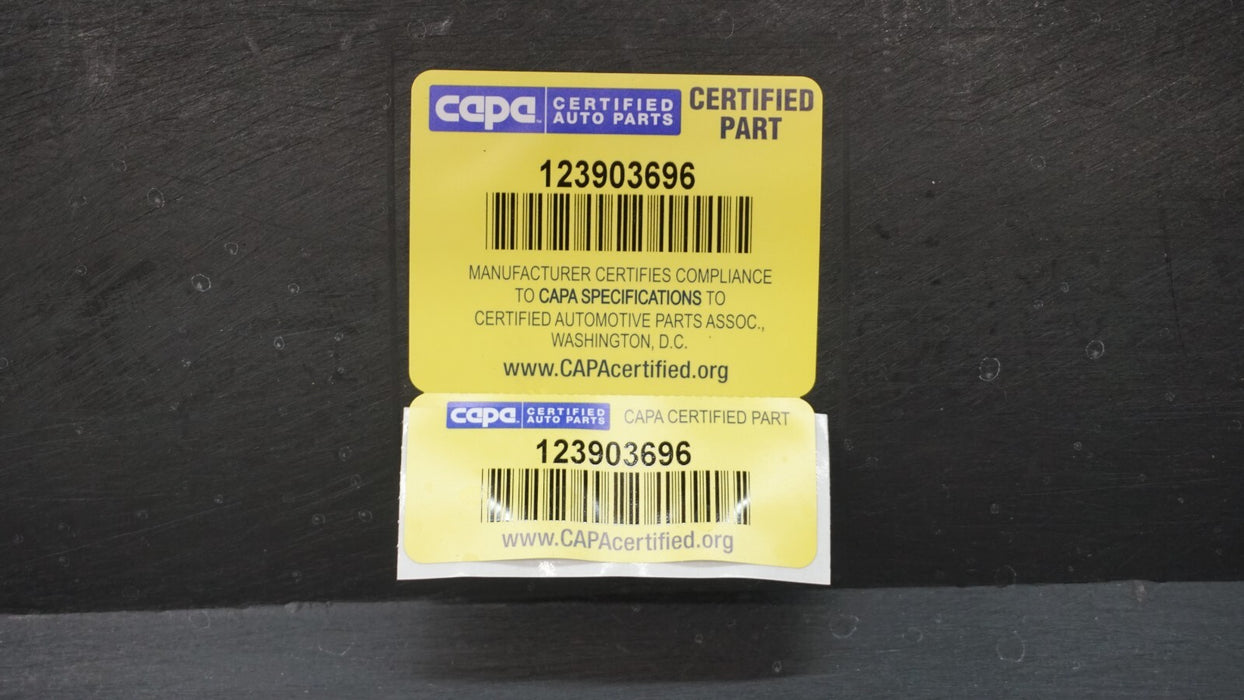 capa CERTIFIED AUTO PARTS
CERTIFIED PART
123903696
MANUFACTURER CERTIFIES COMPLIANCE
TO CAPA SPECIFICATIONS TO
CERTIFIED AUTOMOTIVE PARTS ASSOC.,
WASHINGTON, D.C.
www.CAPAcertified.org
capa CERTIFIED AUTO PARTS CAPA CERTIFIED PART
123903696
www.CAPAcertified.org